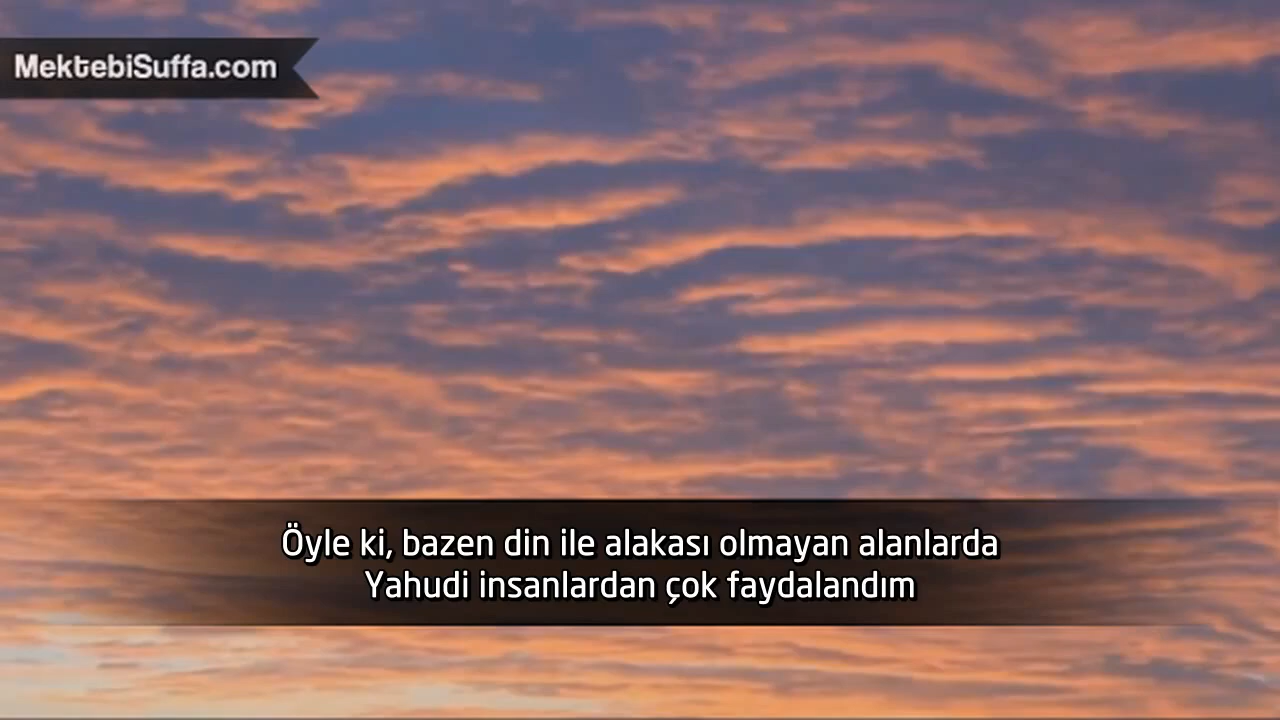 MektebiSuffa.com
Öyle ki, bazen din ile alakası olmayan alanlarda
Yahudi insanlardan çok faydalandım